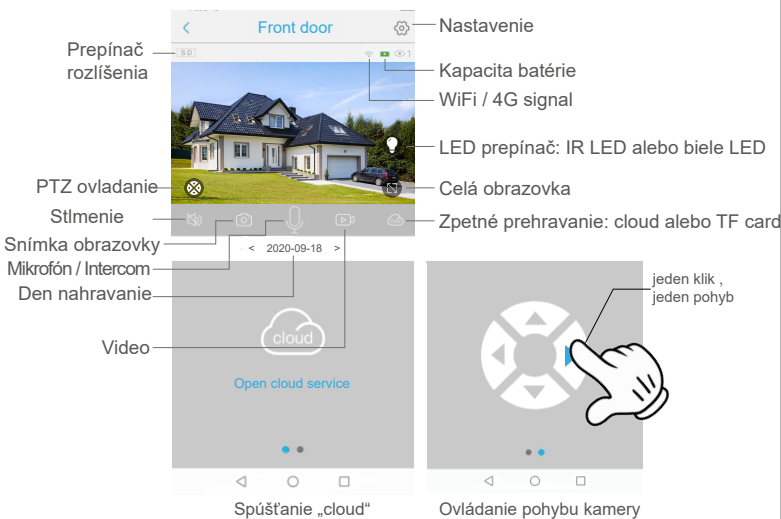 Front door
Nastavenie
Prepínač
rozlíšenia
SD
1
Kapacita batérie
WiFi / 4G signal
LED prepínač: IR LED alebo biele LED
PTZ ovladanie
Celá obrazovka
Stlmenie
Zpetné prehravanie: cloud alebo TF card
Snímka obrazovky
< 2020-09-18 >
Mikrofón / Intercom
Den nahravanie
jeden klik ,
jeden pohyb
cloud
Video
Open cloud service
Spúšťanie „cloud“
Ovládanie pohybu kamery